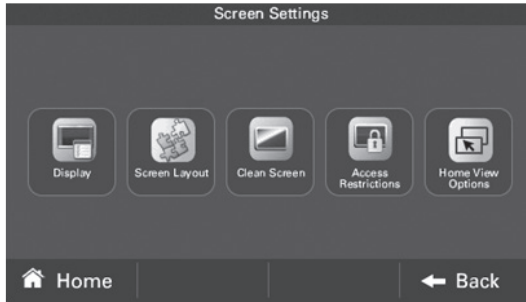 Screen Settings
Display
Screen Layout
Clean Screen
Access
Restrictions
Home View
Options
Home
Back